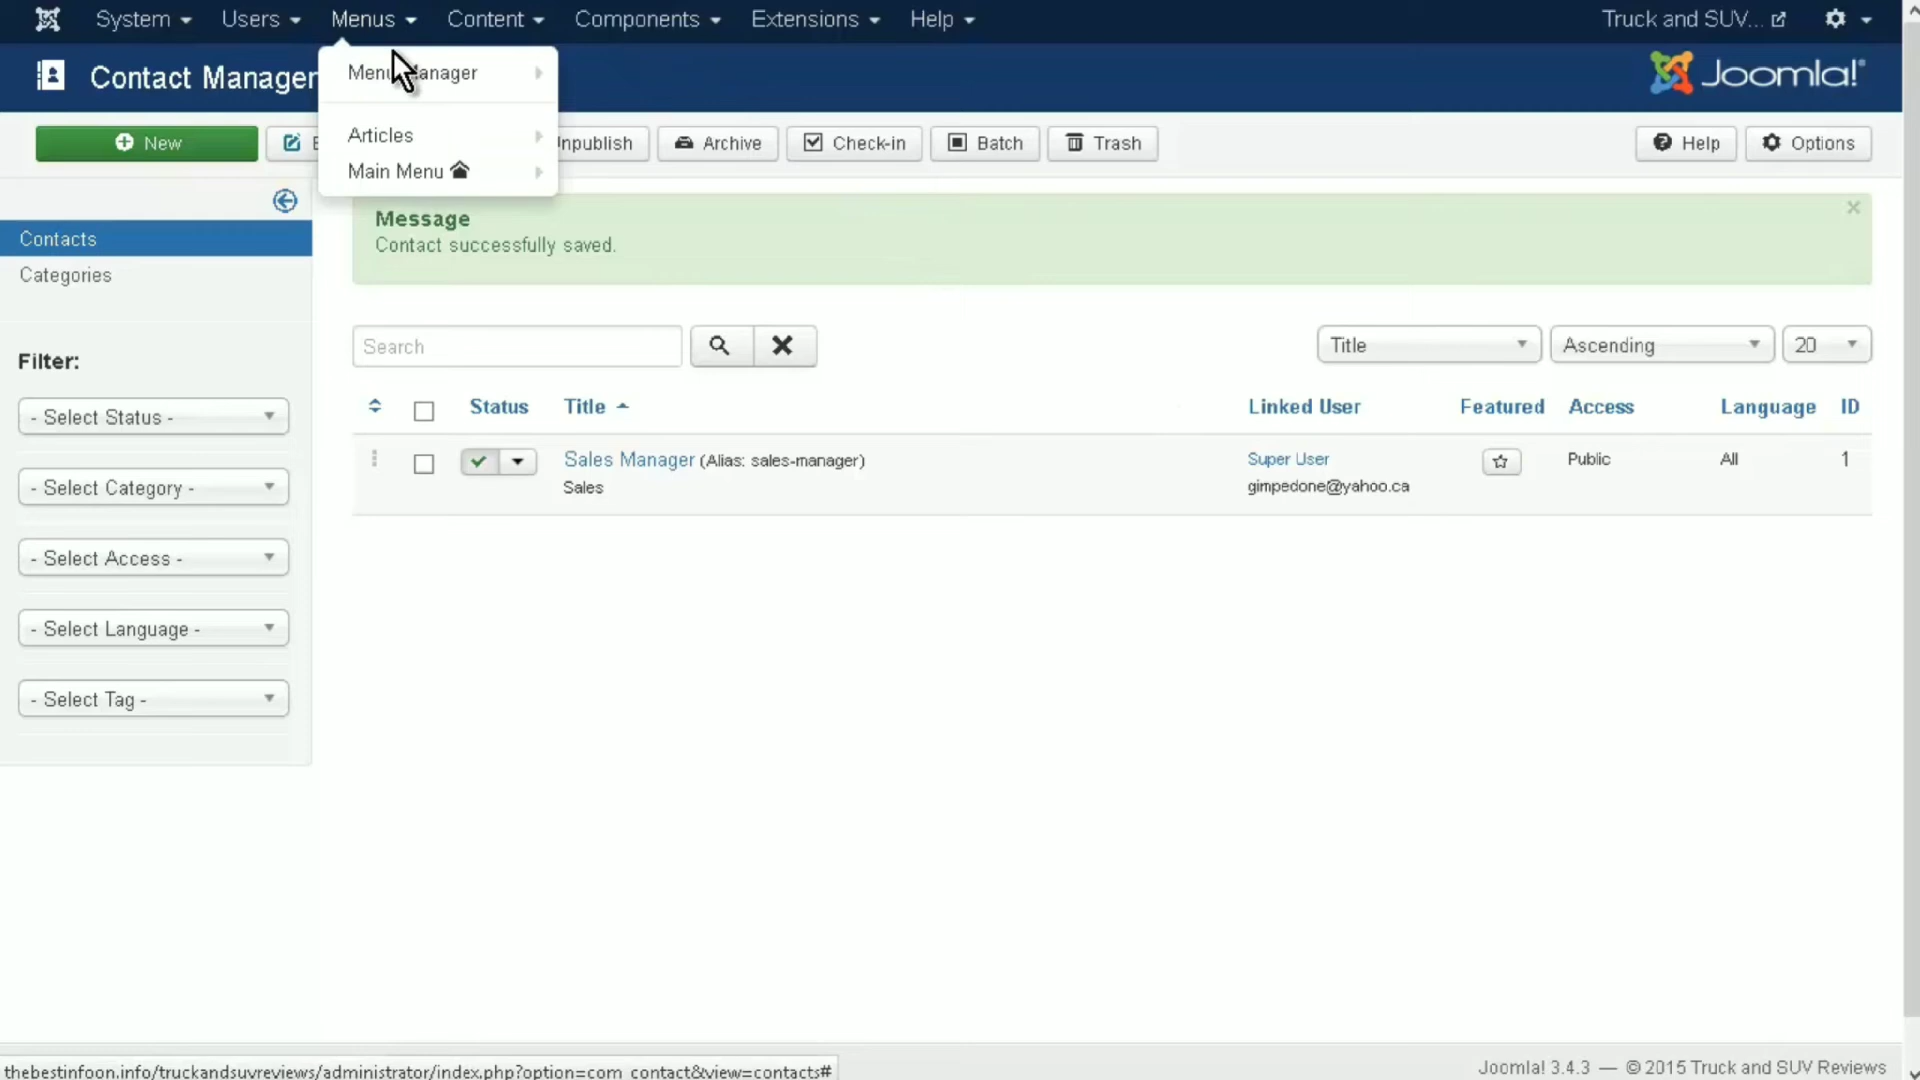 System Users Menus Content Components Extensions Help Truck and SUV...
Contact Manager Joomla!
Menu Manager
Articles
Main Menu
New Unpublish Archive Check-in Batch Trash Help Options
Message
Contact successfully saved.
Contacts
Categories
Filter:
- Select Status -
- Select Category -
- Select Access -
- Select Language -
- Select Tag -
Search Title Ascending 20
Status Title Linked User Featured Access Language ID
Sales Manager (Alias: sales-manager) Super User Public All 1
Sales gimpedone@yahoo.ca
thebestinfoon.info/truckandsuvreviews/administrator/index.php?option=com_contact&view=contacts#
Joomla! 3.4.3 — © 2015 Truck and SUV Reviews